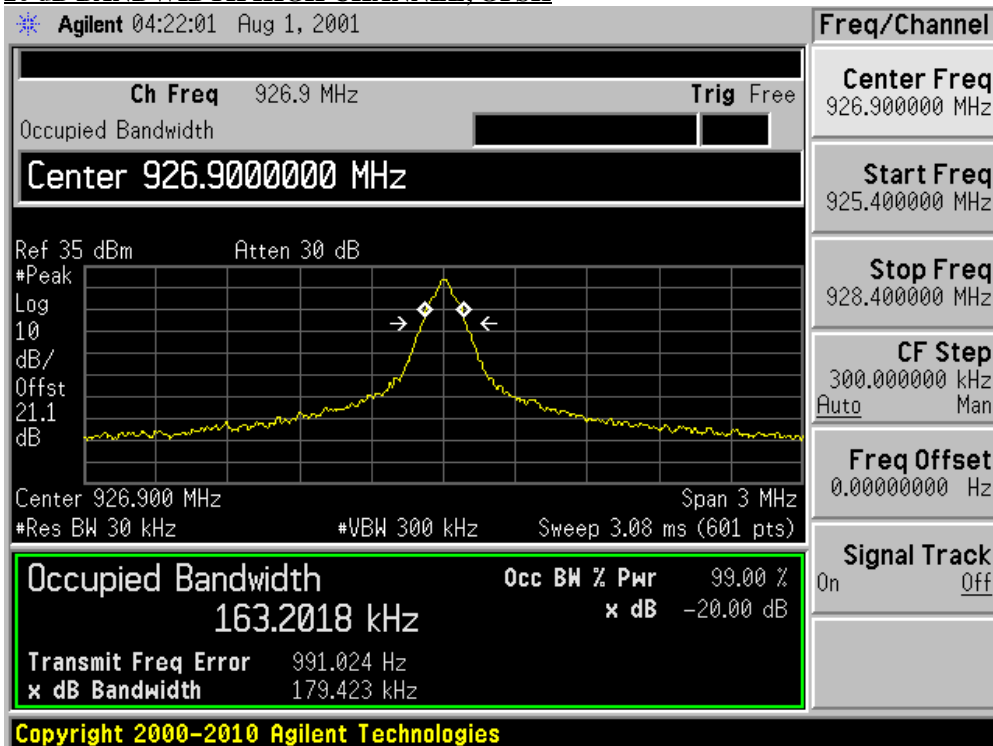 Agilent 04:22:01 Aug 1, 2001
Freq/Channel
Ch Freq 926.9 MHz
Trig Free
Occupied Bandwidth
Center 926.9000000 MHz
Ref 35 dBm
Atten 30 dB
#Peak
Log
10
dB/
Offst
21.1
dB
Center 926.900 MHz
Span 3 MHz
#Res BW 30 kHz
#VBW 300 kHz
Sweep 3.08 ms (601 pts)
Occupied Bandwidth
163.2018 kHz
Occ BW % Pwr 99.00 %
x dB -20.00 dB
Transmit Freq Error 991.024 Hz
x dB Bandwidth 179.423 kHz
Center Freq
926.900000 MHz
Start Freq
925.400000 MHz
Stop Freq
928.400000 MHz
CF Step
300.000000 kHz
Auto Man
Freq Offset
0.00000000 Hz
Signal Track
On Off
Copyright 2000-2010 Agilent Technologies